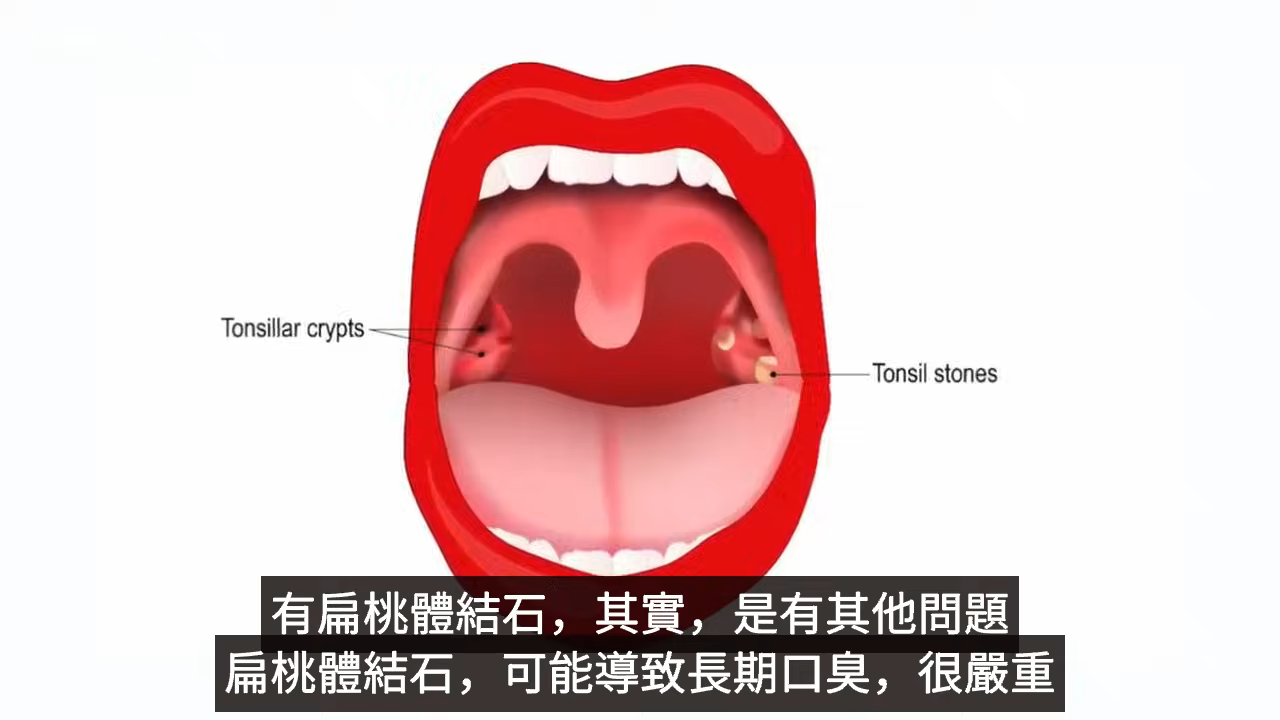 Tonsillar crypts
Tonsil stones
有扁桃體結石，其實，是有其他問題
扁桃體結石，可能導致長期口臭，很嚴重